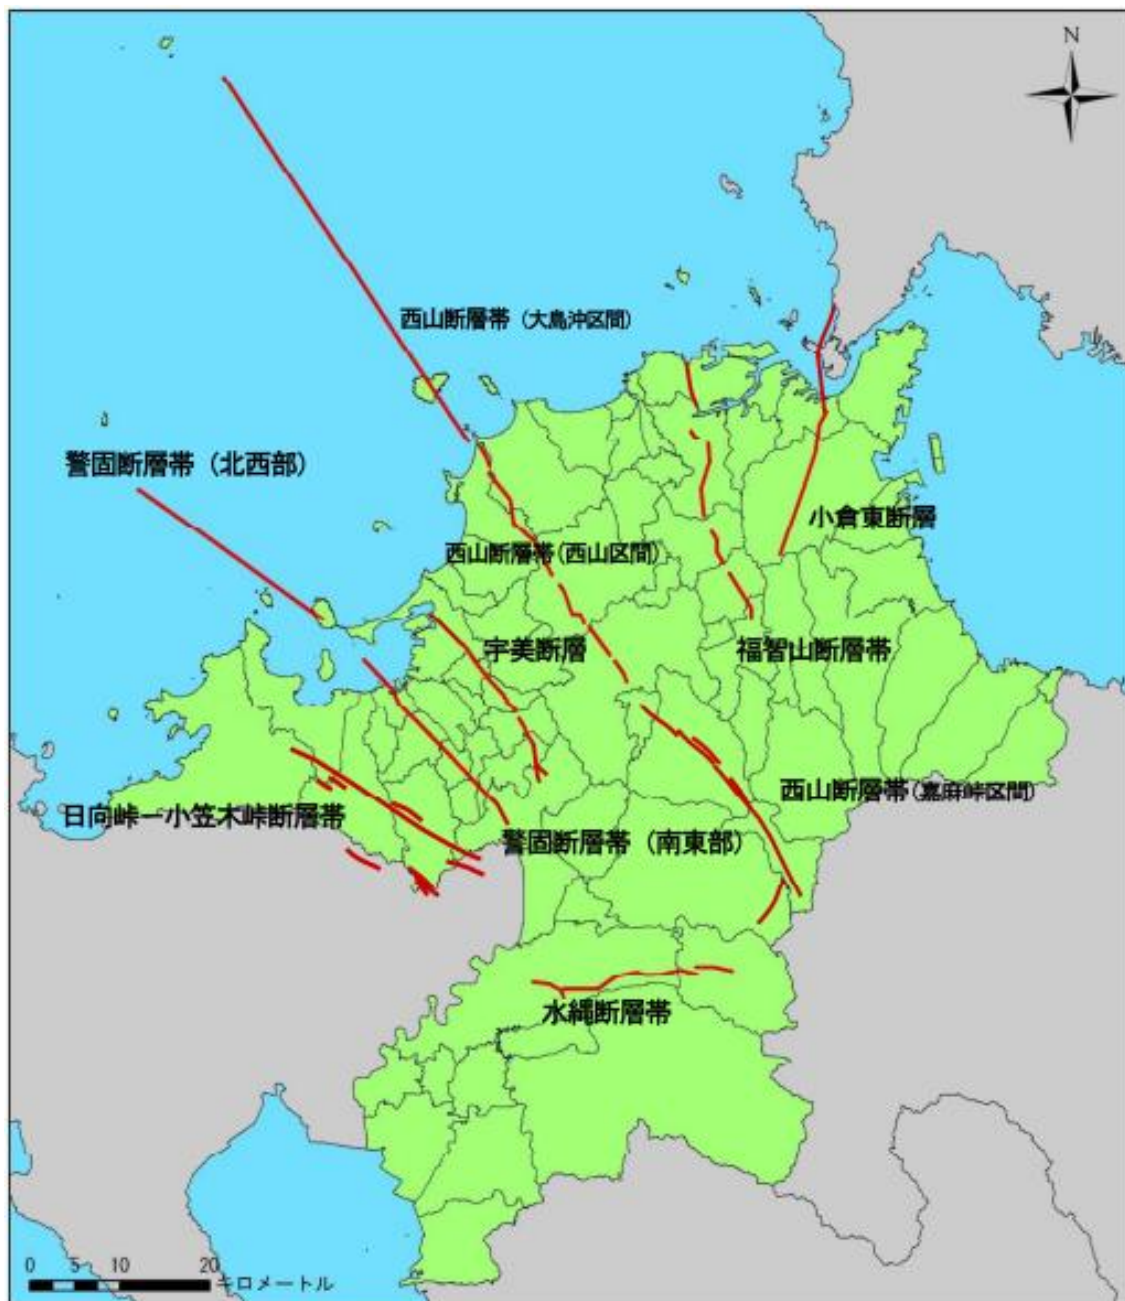 N
西山断層帯（大島沖区間）
警固断層帯（北西部）
小倉東断層
西山断層帯(西山区間)
宇美断層
福智山断層帯
西山断層帯(嘉麻峠区間)
日向峠ー小笠木峠断層帯
警固断層帯（南東部）
水縄断層帯
0 5 10 20
キロメートル